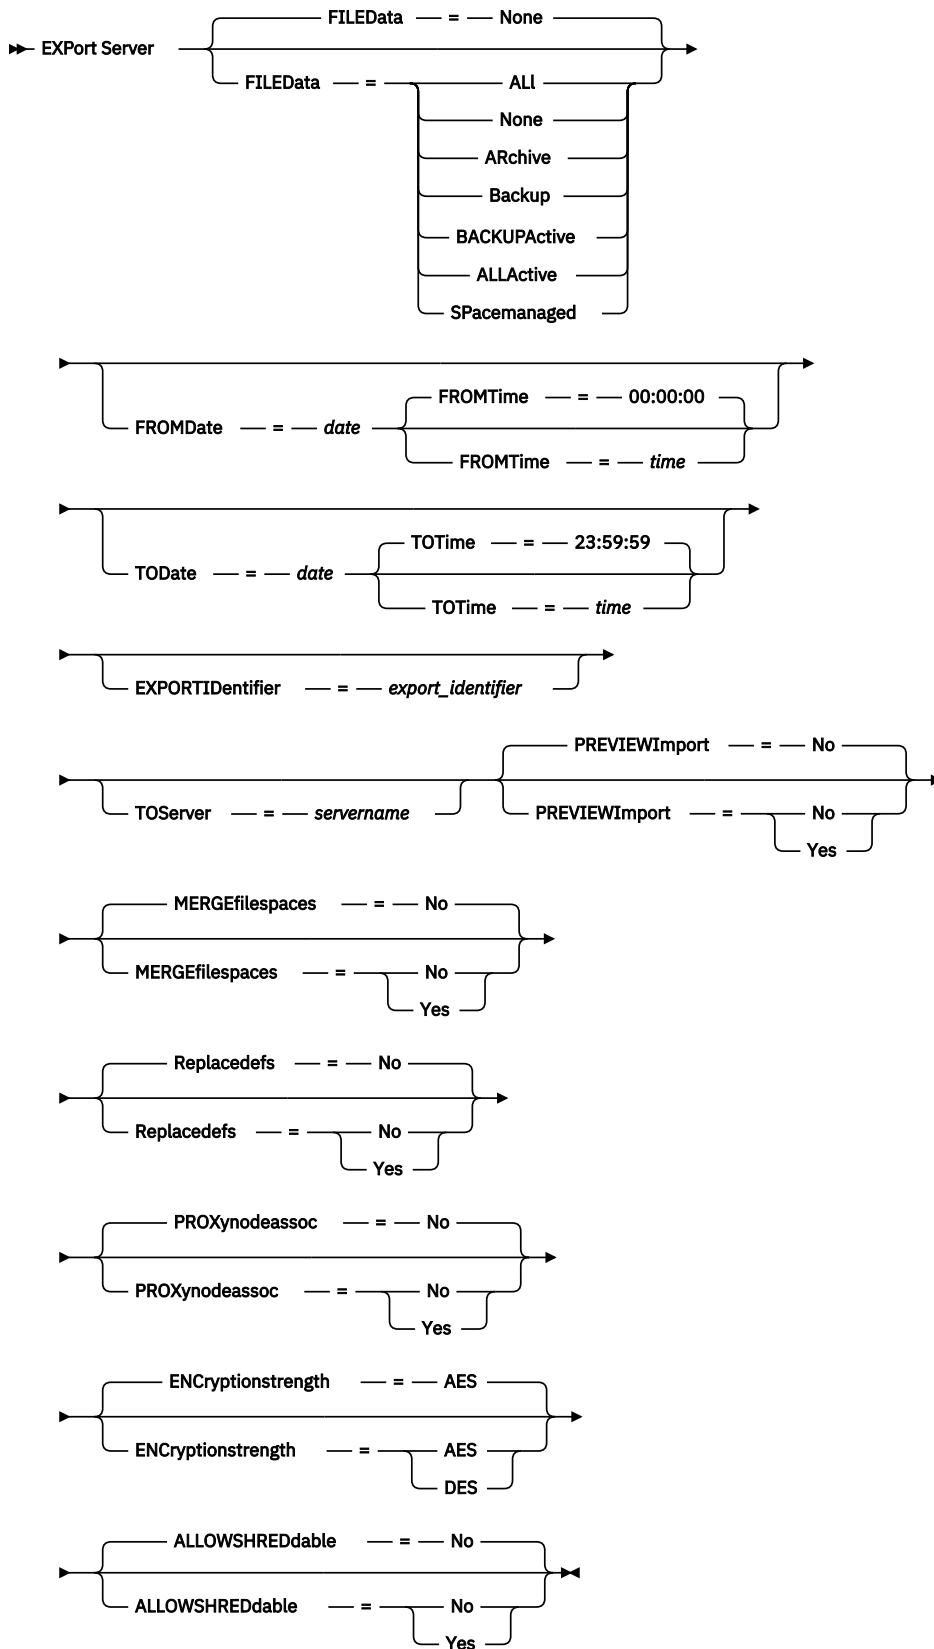 FILEData = None
EXPort Server
FILEData = ALl
None
ARchive
Backup
BACKUPActive
ALLActive
SPacemanaged
FROMTime = 00:00:00
FROMDate = date
FROMTime = time
TOTime = 23:59:59
TODate = date
TOTime = time
EXPORTIDentifier = export_identifier
PREVIEWImport = No
TOServer = servername PREVIEWImport = No
Yes
MERGEfilespaces = No
MERGEfilespaces = No
Yes
Replacedefs = No
Replacedefs = No
Yes
PROXynodeassoc = No
PROXynodeassoc = No
Yes
ENCryptionstrength = AES
ENCryptionstrength = AES
DES
ALLOWSHREDdable = No
ALLOWSHREDdable = No
Yes